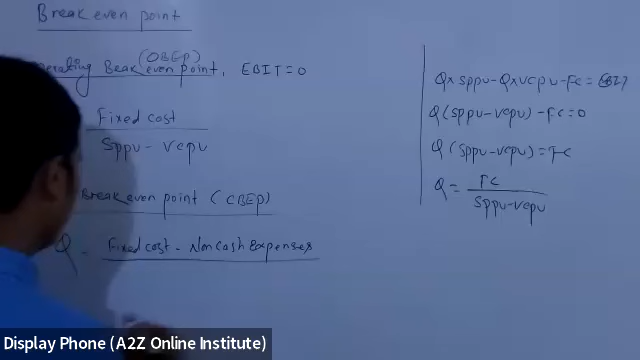 Break even point
(OBEP)
erating Break even point, EBIT = 0
Fixed cost
Sppu - Vcpu
Break even point (CBEP)
Q = Fixed cost - Non Cash Expenses
Q x Sppu - Q x Vcpu - FC = EBIT
Q (Sppu - Vcpu) - FC = 0
Q (Sppu - Vcpu) = FC
Q = FC
Sppu - Vcpu
Display Phone (A2Z Online Institute)